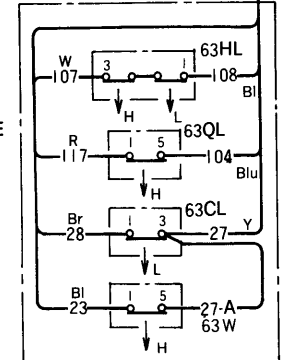 63HL
W 3 1
107 108
Bl
H L
63QL
R 1 5
117 104
Blu
H
63CL
Br 1 3 Y
28 27
L
Bl 1 5
23 27-A
63W
H